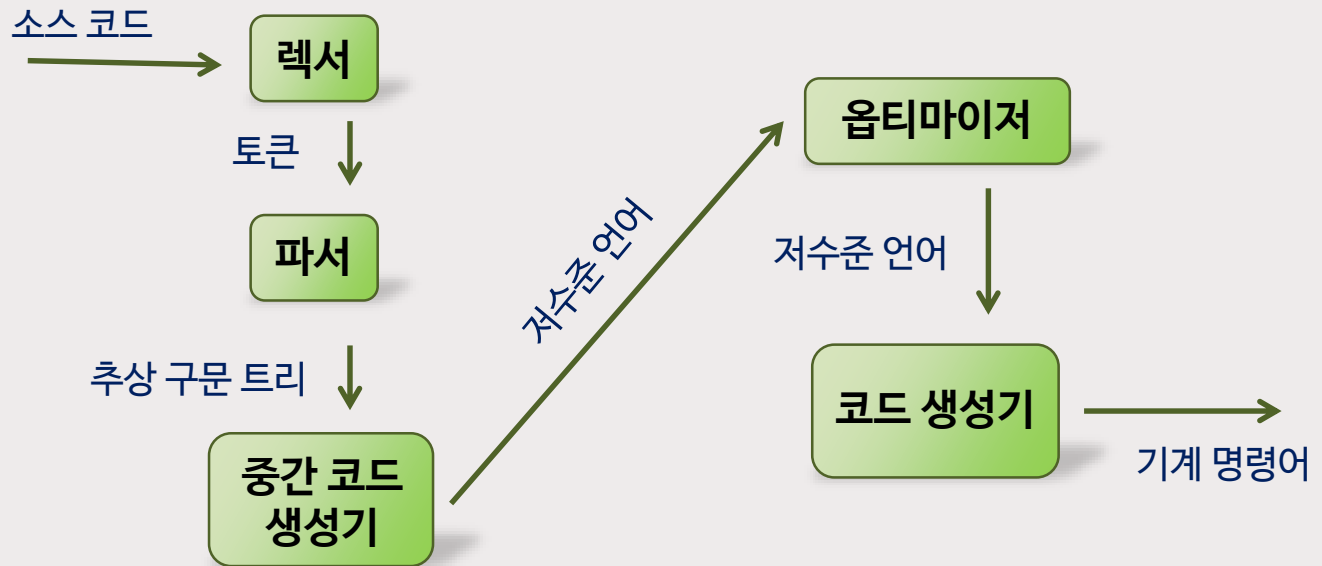 소스 코드
렉서
토큰
파서
추상 구문 트리
중간 코드
생성기
저수준 언어
옵티마이저
저수준 언어
코드 생성기
기계 명령어